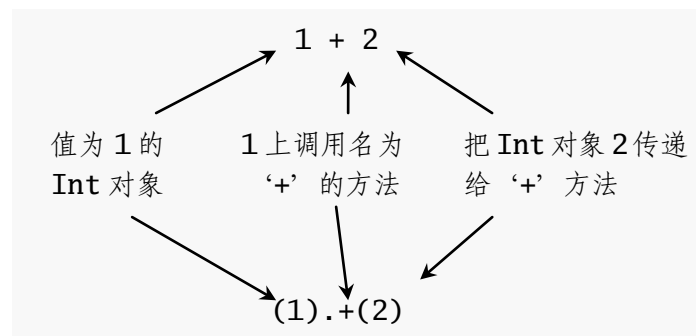 1 + 2
值为 1 的
Int 对象
1 上调用名为
‘+’ 的方法
把 Int 对象 2 传递
给 ‘+’ 方法
(1).+(2)